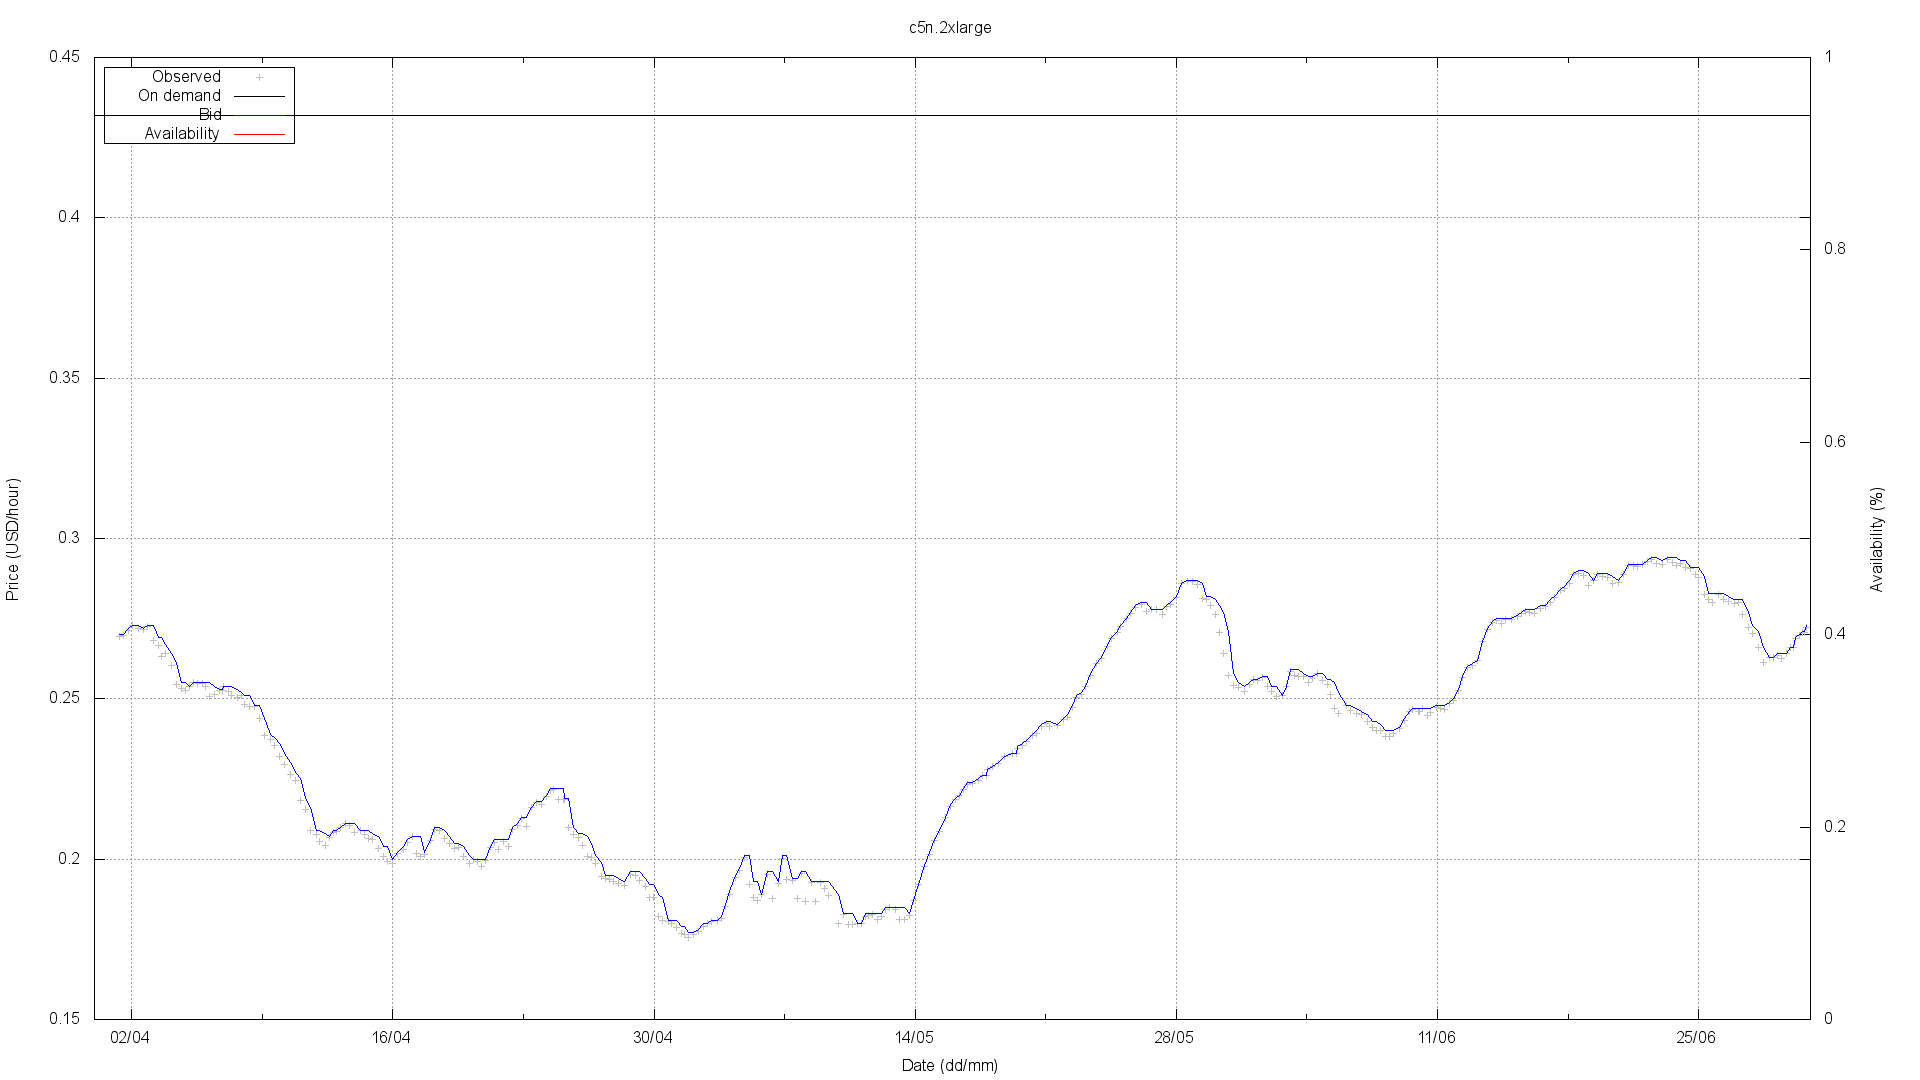 c5n.2xlarge
0.45
0.4
0.35
0.3
0.25
0.2
0.15
Price (USD/hour)
Observed
On demand
Bid
Availability
1
0.8
0.6
0.4
0.2
0
Availability (%)
02/04 16/04 30/04 14/05 28/05 11/06 25/06
Date (dd/mm)